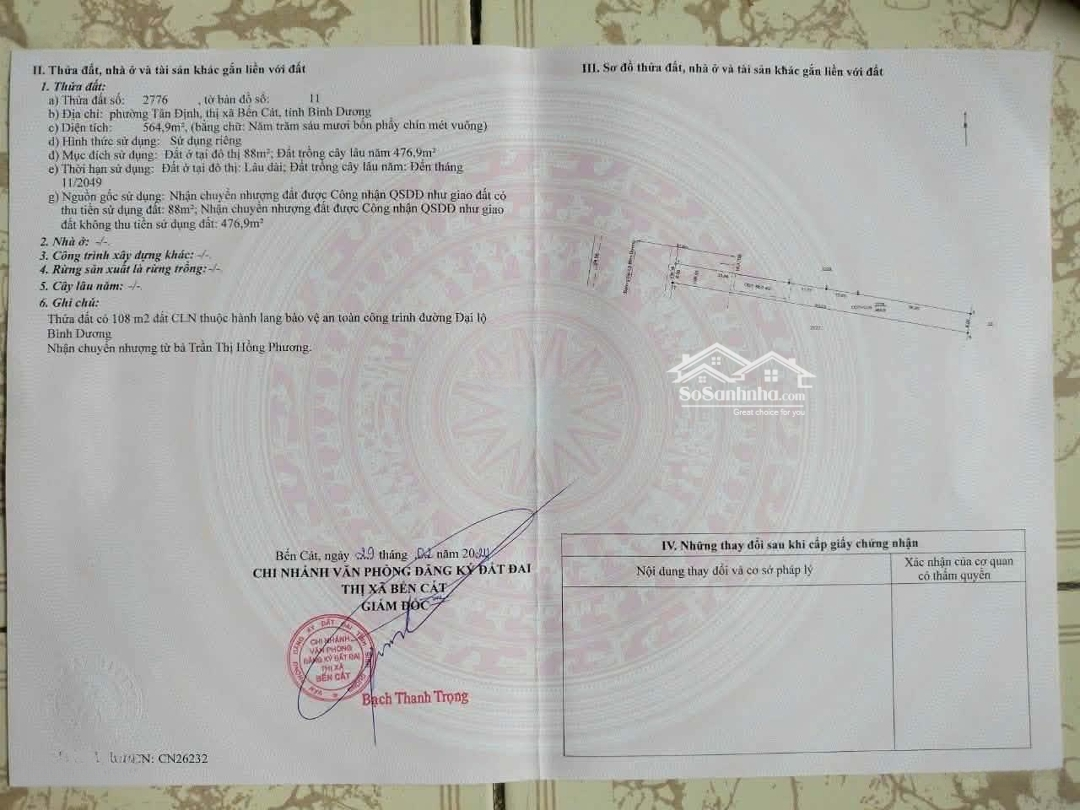 II. Thửa đất, nhà ở và tài sản khác gắn liền với đất
1. Thửa đất:
a) Thửa đất số: 2776 , tờ bản đồ số: 11
b) Địa chỉ: phường Tân Định, thị xã Bến Cát, tỉnh Bình Dương
c) Diện tích: 564,9m², (bằng chữ: Năm trăm sáu mươi bốn phẩy chín mét vuông)
d) Hình thức sử dụng: Sử dụng riêng
đ) Mục đích sử dụng: Đất ở tại đô thị 88m²; Đất trồng cây lâu năm 476,9m²
e) Thời hạn sử dụng: Đất ở tại đô thị: Lâu dài; Đất trồng cây lâu năm: Đến tháng
11/2049
g) Nguồn gốc sử dụng: Nhận chuyển nhượng đất được Công nhận QSDĐ như giao đất có
thu tiền sử dụng đất: 88m²; Nhận chuyển nhượng đất được Công nhận QSDĐ như giao
đất không thu tiền sử dụng đất: 476,9m²
2. Nhà ở: -/-.
3. Công trình xây dựng khác: -/-.
4. Rừng sản xuất là rừng trồng:-/-.
5. Cây lâu năm: -/-.
6. Ghi chú:
Thửa đất có 108 m2 đất CLN thuộc hành lang bảo vệ an toàn công trình đường Đại lộ
Bình Dương
Nhận chuyển nhượng từ bà Trần Thị Hồng Phương.
Bến Cát, ngày 29 tháng 02 năm 2024
CHI NHÁNH VĂN PHÒNG ĐĂNG KÝ ĐẤT ĐAI
THỊ XÃ BẾN CÁT
GIÁM ĐỐC
CHI NHÁNH
VĂN PHÒNG
ĐĂNG KÝ ĐẤT ĐAI
THỊ XÃ
BẾN CÁT
Bạch Thanh Trọng
CN26232
III. Sơ đồ thửa đất, nhà ở và tài sản khác gắn liền với đất
SoSanhnha.com
Great choice for you
IV. Những thay đổi sau khi cấp giấy chứng nhận
Nội dung thay đổi và cơ sở pháp lý
Xác nhận của cơ quan
có thẩm quyền